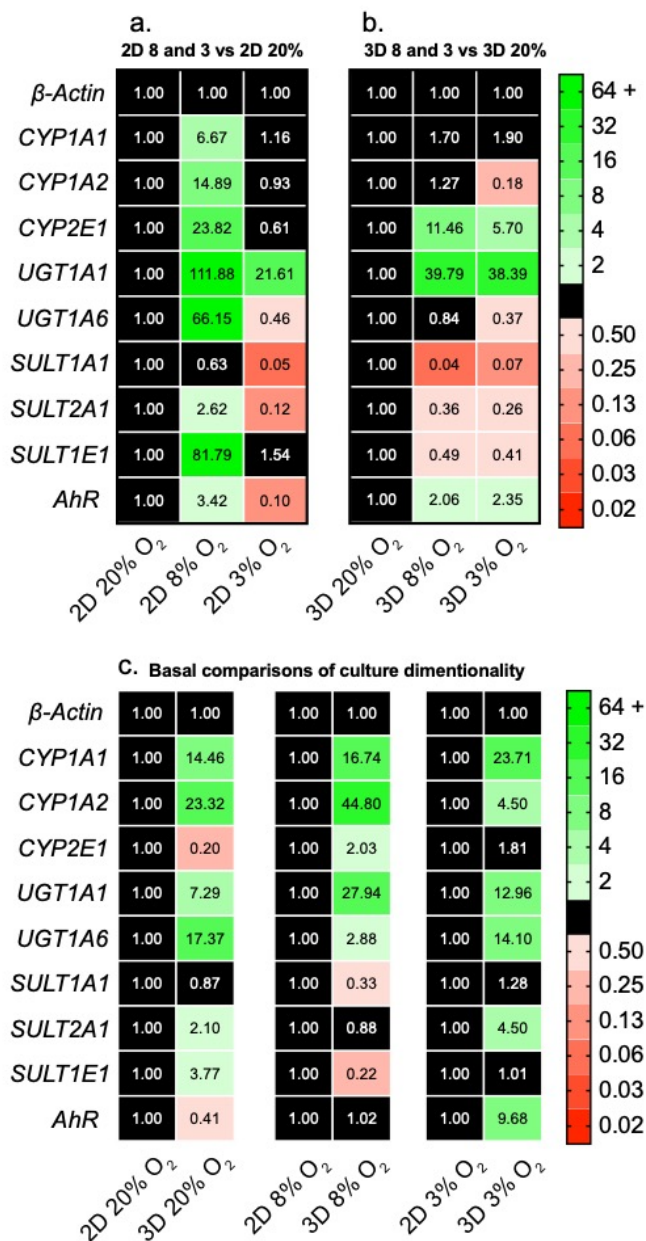 a.
2D 8 and 3 vs 2D 20%
β-Actin 1.00 1.00 1.00
CYP1A1 1.00 6.67 1.16
CYP1A2 1.00 14.89 0.93
CYP2E1 1.00 23.82 0.61
UGT1A1 1.00 111.88 21.61
UGT1A6 1.00 66.15 0.46
SULT1A1 1.00 0.63 0.05
SULT2A1 1.00 2.62 0.12
SULT1E1 1.00 81.79 1.54
AhR 1.00 3.42 0.10
2D 20% O₂ 2D 8% O₂ 2D 3% O₂
b.
3D 8 and 3 vs 3D 20%
1.00 1.00 1.00
1.00 1.70 1.90
1.00 1.27 0.18
1.00 11.46 5.70
1.00 39.79 38.39
1.00 0.84 0.37
1.00 0.04 0.07
1.00 0.36 0.26
1.00 0.49 0.41
1.00 2.06 2.35
3D 20% O₂ 3D 8% O₂ 3D 3% O₂
64 +
32
16
8
4
2
0.50
0.25
0.13
0.06
0.03
0.02
c. Basal comparisons of culture dimentionality
β-Actin 1.00 1.00 1.00 1.00 1.00 1.00
CYP1A1 1.00 14.46 1.00 16.74 1.00 23.71
CYP1A2 1.00 23.32 1.00 44.80 1.00 4.50
CYP2E1 1.00 0.20 1.00 2.03 1.00 1.81
UGT1A1 1.00 7.29 1.00 27.94 1.00 12.96
UGT1A6 1.00 17.37 1.00 2.88 1.00 14.10
SULT1A1 1.00 0.87 1.00 0.33 1.00 1.28
SULT2A1 1.00 2.10 1.00 0.88 1.00 4.50
SULT1E1 1.00 3.77 1.00 0.22 1.00 1.01
AhR 1.00 0.41 1.00 1.02 1.00 9.68
2D 20% O₂ 3D 20% O₂ 2D 8% O₂ 3D 8% O₂ 2D 3% O₂ 3D 3% O₂
64 +
32
16
8
4
2
0.50
0.25
0.13
0.06
0.03
0.02